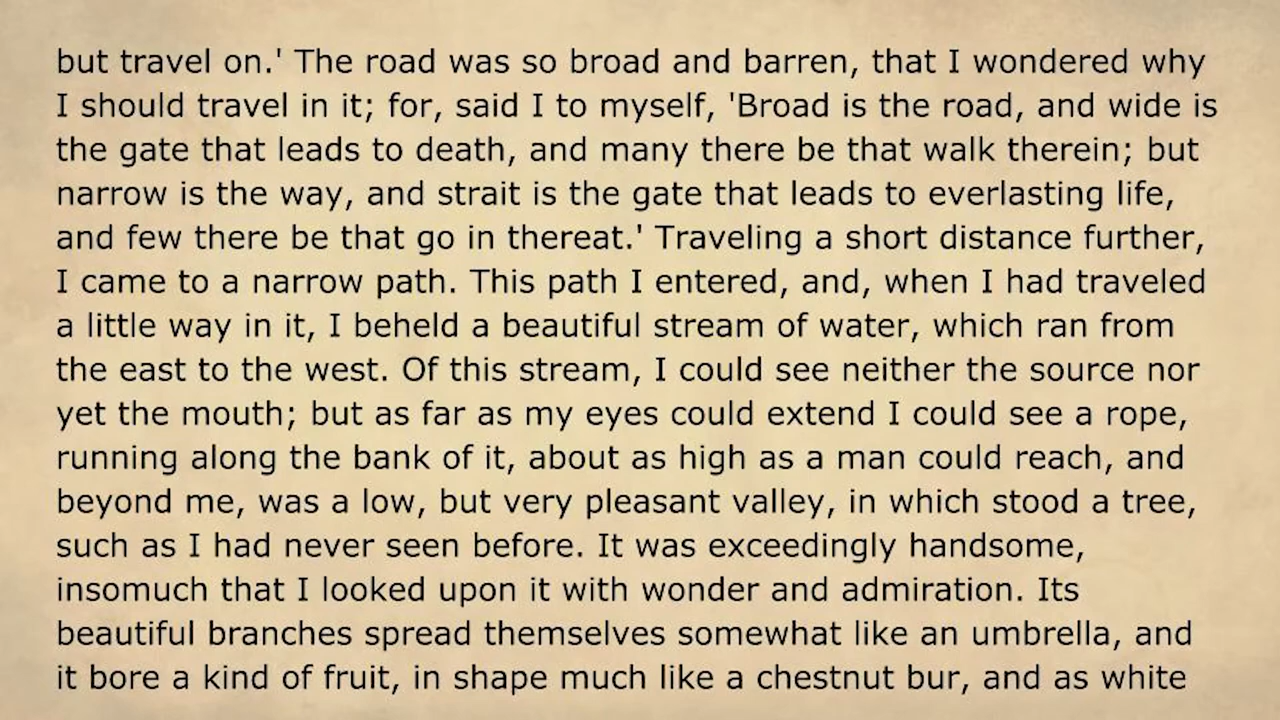 but travel on.' The road was so broad and barren, that I wondered why
I should travel in it; for, said I to myself, 'Broad is the road, and wide is
the gate that leads to death, and many there be that walk therein; but
narrow is the way, and strait is the gate that leads to everlasting life,
and few there be that go in thereat.' Traveling a short distance further,
I came to a narrow path. This path I entered, and, when I had traveled
a little way in it, I beheld a beautiful stream of water, which ran from
the east to the west. Of this stream, I could see neither the source nor
yet the mouth; but as far as my eyes could extend I could see a rope,
running along the bank of it, about as high as a man could reach, and
beyond me, was a low, but very pleasant valley, in which stood a tree,
such as I had never seen before. It was exceedingly handsome,
insomuch that I looked upon it with wonder and admiration. Its
beautiful branches spread themselves somewhat like an umbrella, and
it bore a kind of fruit, in shape much like a chestnut bur, and as white